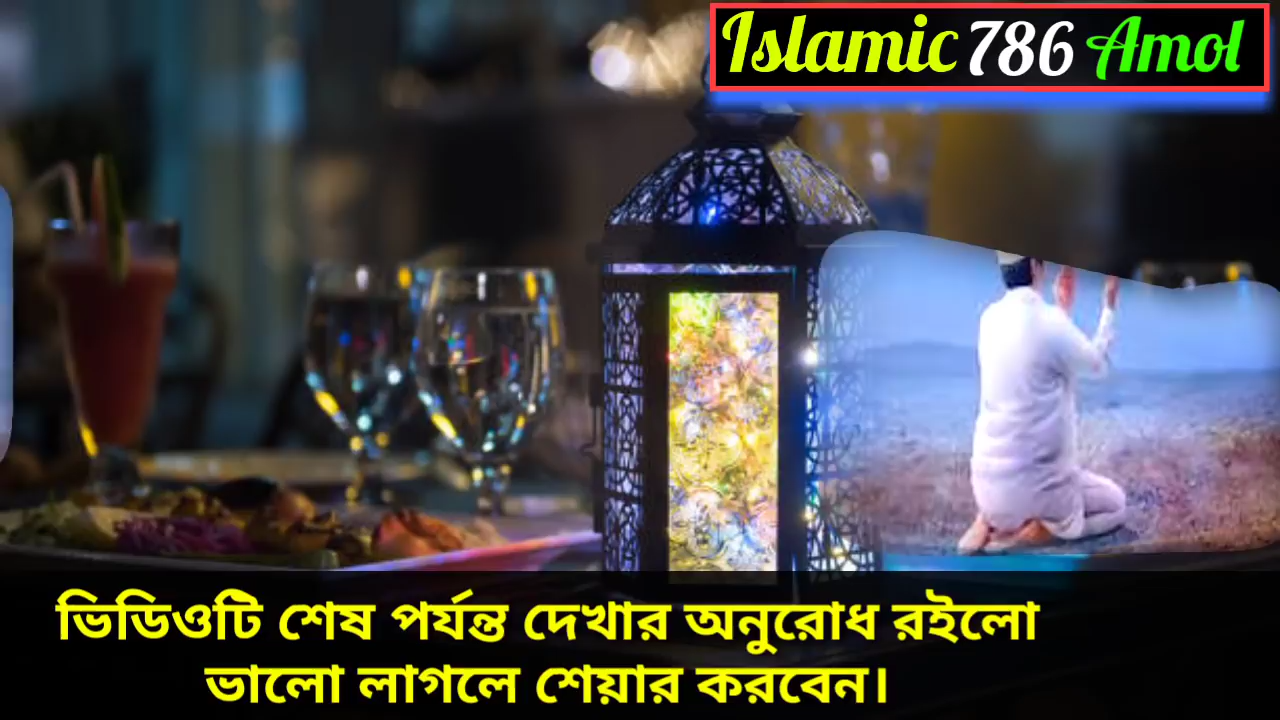 Islamic 786 Amol
ভিডিওটি শেষ পর্যন্ত দেখার অনুরোধ রইলো
ভালো লাগলে শেয়ার করবেন।